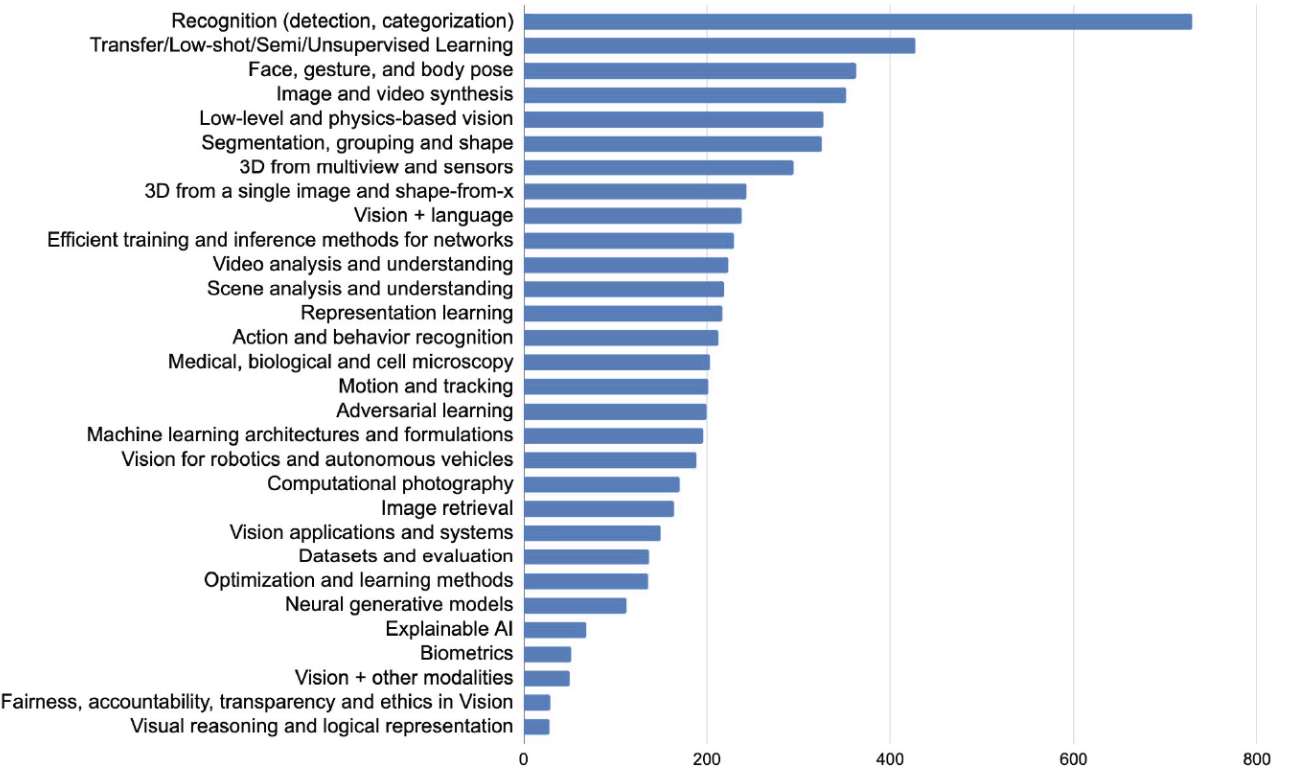 Recognition (detection, categorization)
Transfer/Low-shot/Semi/Unsupervised Learning
Face, gesture, and body pose
Image and video synthesis
Low-level and physics-based vision
Segmentation, grouping and shape
3D from multiview and sensors
3D from a single image and shape-from-x
Vision + language
Efficient training and inference methods for networks
Video analysis and understanding
Scene analysis and understanding
Representation learning
Action and behavior recognition
Medical, biological and cell microscopy
Motion and tracking
Adversarial learning
Machine learning architectures and formulations
Vision for robotics and autonomous vehicles
Computational photography
Image retrieval
Vision applications and systems
Datasets and evaluation
Optimization and learning methods
Neural generative models
Explainable AI
Biometrics
Vision + other modalities
Fairness, accountability, transparency and ethics in Vision
Visual reasoning and logical representation
0 200 400 600 800